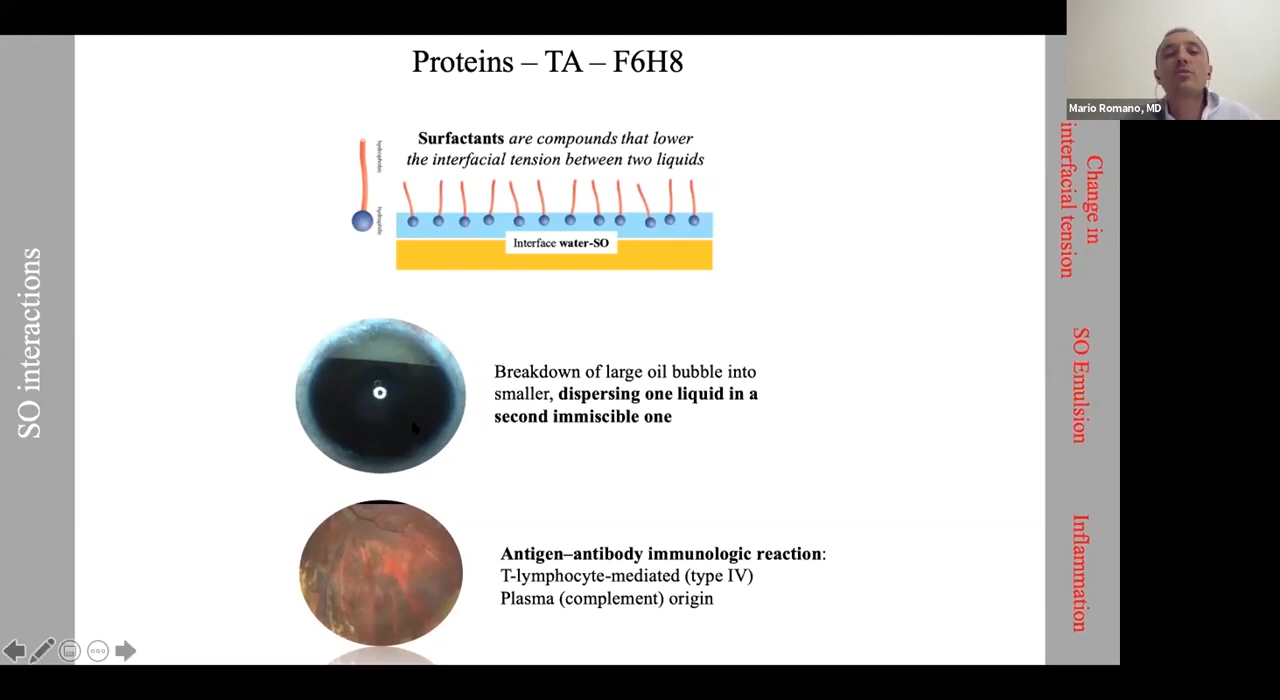 Proteins – TA – F6H8
Mario Romano, MD
Surfactants are compounds that lower
the interfacial tension between two liquids
hydrophobic
hydrophilic
Interface water-SO
SO interactions
Breakdown of large oil bubble into
smaller, dispersing one liquid in a
second immiscible one
Antigen–antibody immunologic reaction:
T-lymphocyte-mediated (type IV)
Plasma (complement) origin
Change in
interfacial tension
SO Emulsion
Inflammation